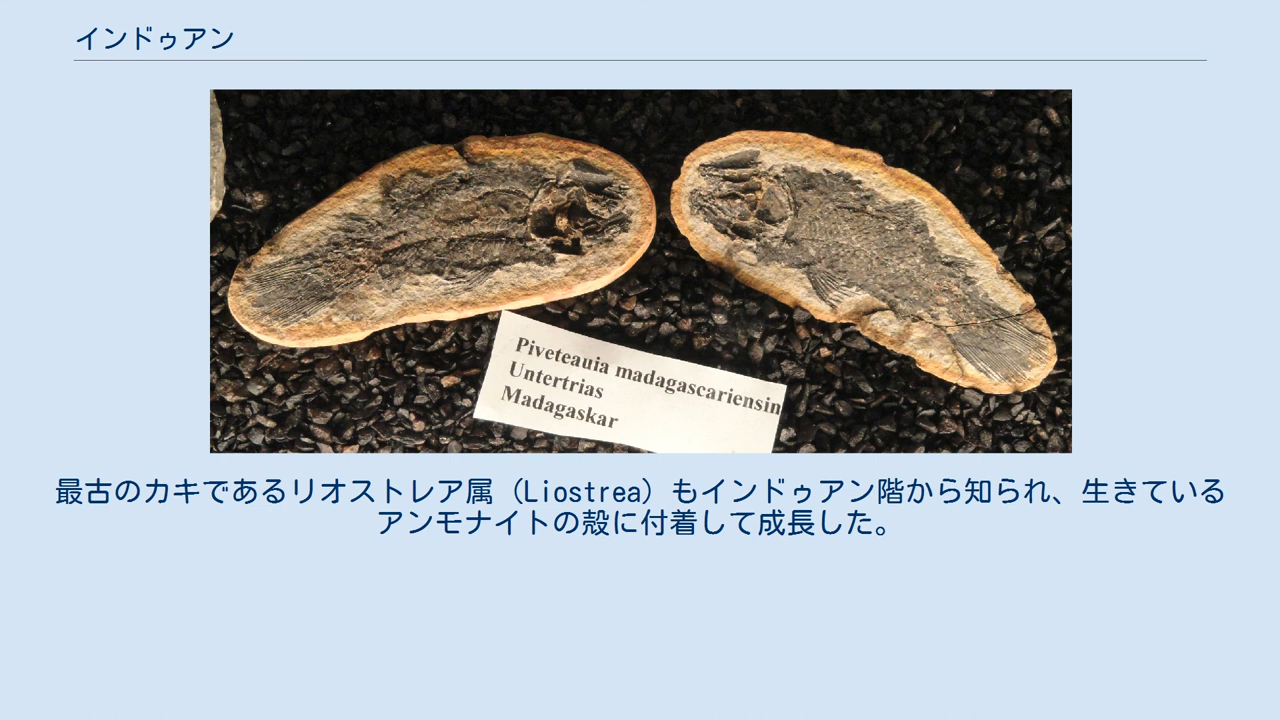 インドゥアン
Piveteauia madagascariensin
Untertrias
Madagaskar
最古のカキであるリオストレア属（Liostrea）もインドゥアン階から知られ、生きている
アンモナイトの殻に付着して成長した。